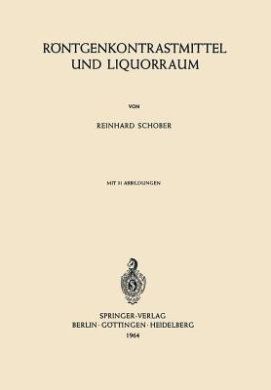 RÖNTGENKONTRASTMITTEL
UND LIQUORRAUM
VON
REINHARD SCHOBER
MIT 31 ABBILDUNGEN
SPRINGER-VERLAG
BERLIN · GÖTTINGEN · HEIDELBERG
1964